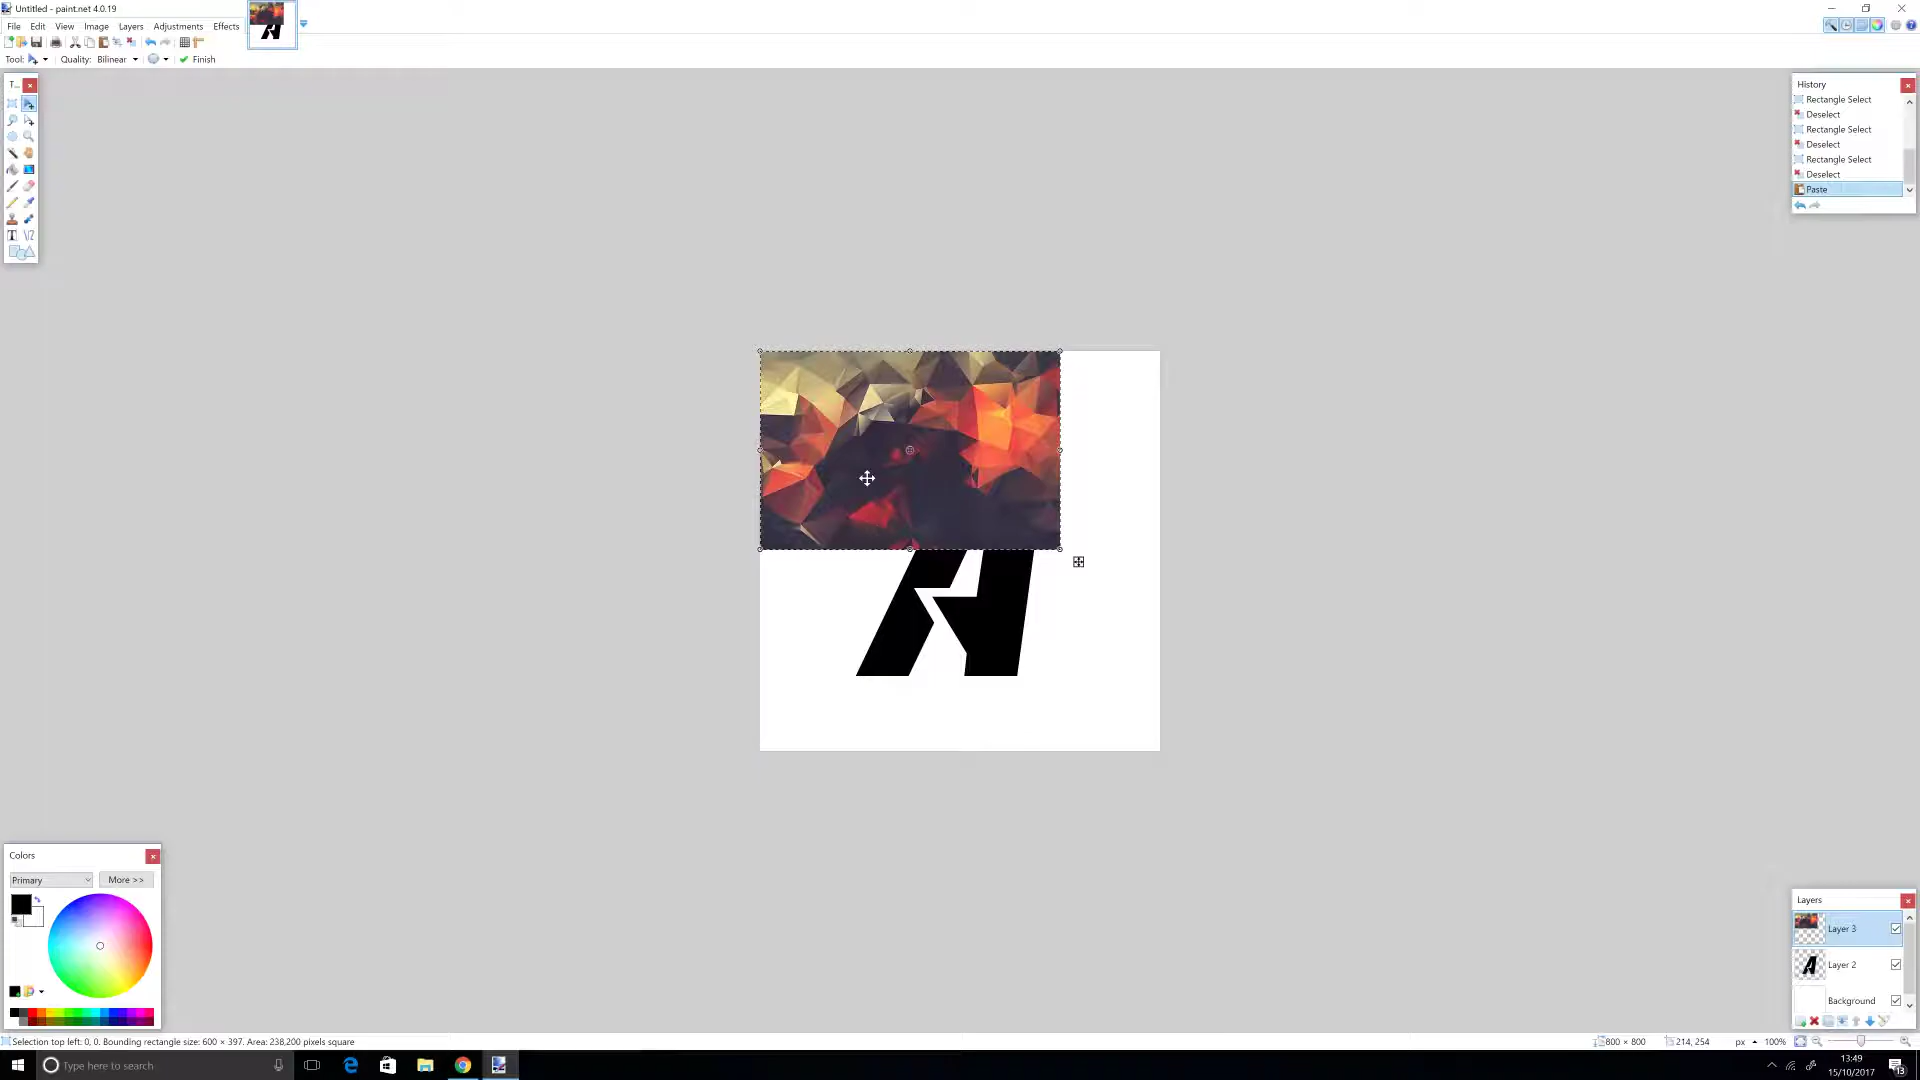 Untitled - paint.net 4.0.19
File Edit View Image Layers Adjustments Effects
Tool: Quality: Bilinear Finish
T...
History
Rectangle Select
Deselect
Rectangle Select
Deselect
Rectangle Select
Deselect
Paste
Colors
Primary More >>
Layers
Layer 3
Layer 2
Background
Selection top left: 0, 0. Bounding rectangle size: 600 × 397. Area: 238,200 pixels square
800 × 800 214, 254 px 100%
Type here to search
13:49
15/10/2017
13